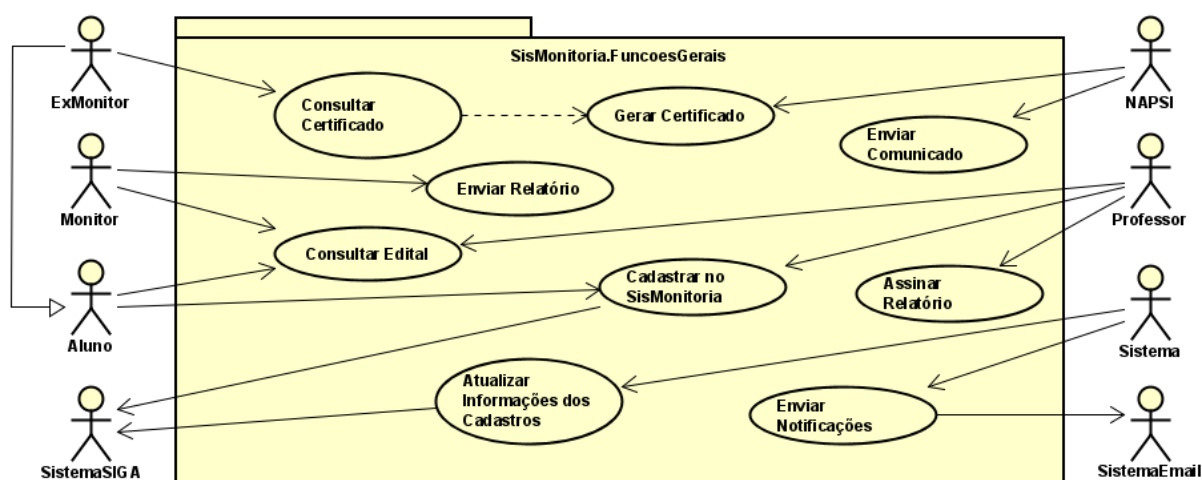 SisMonitoria.FuncoesGerais
ExMonitor
Consultar
Certificado
Gerar Certificado
NAPSI
Enviar
Comunicado
Enviar Relatório
Monitor
Professor
Consultar Edital
Cadastrar no
SisMonitoria
Assinar
Relatório
Aluno
Sistema
Atualizar
Informações dos
Cadastros
Enviar
Notificações
SistemaSIGA
SistemaEmail